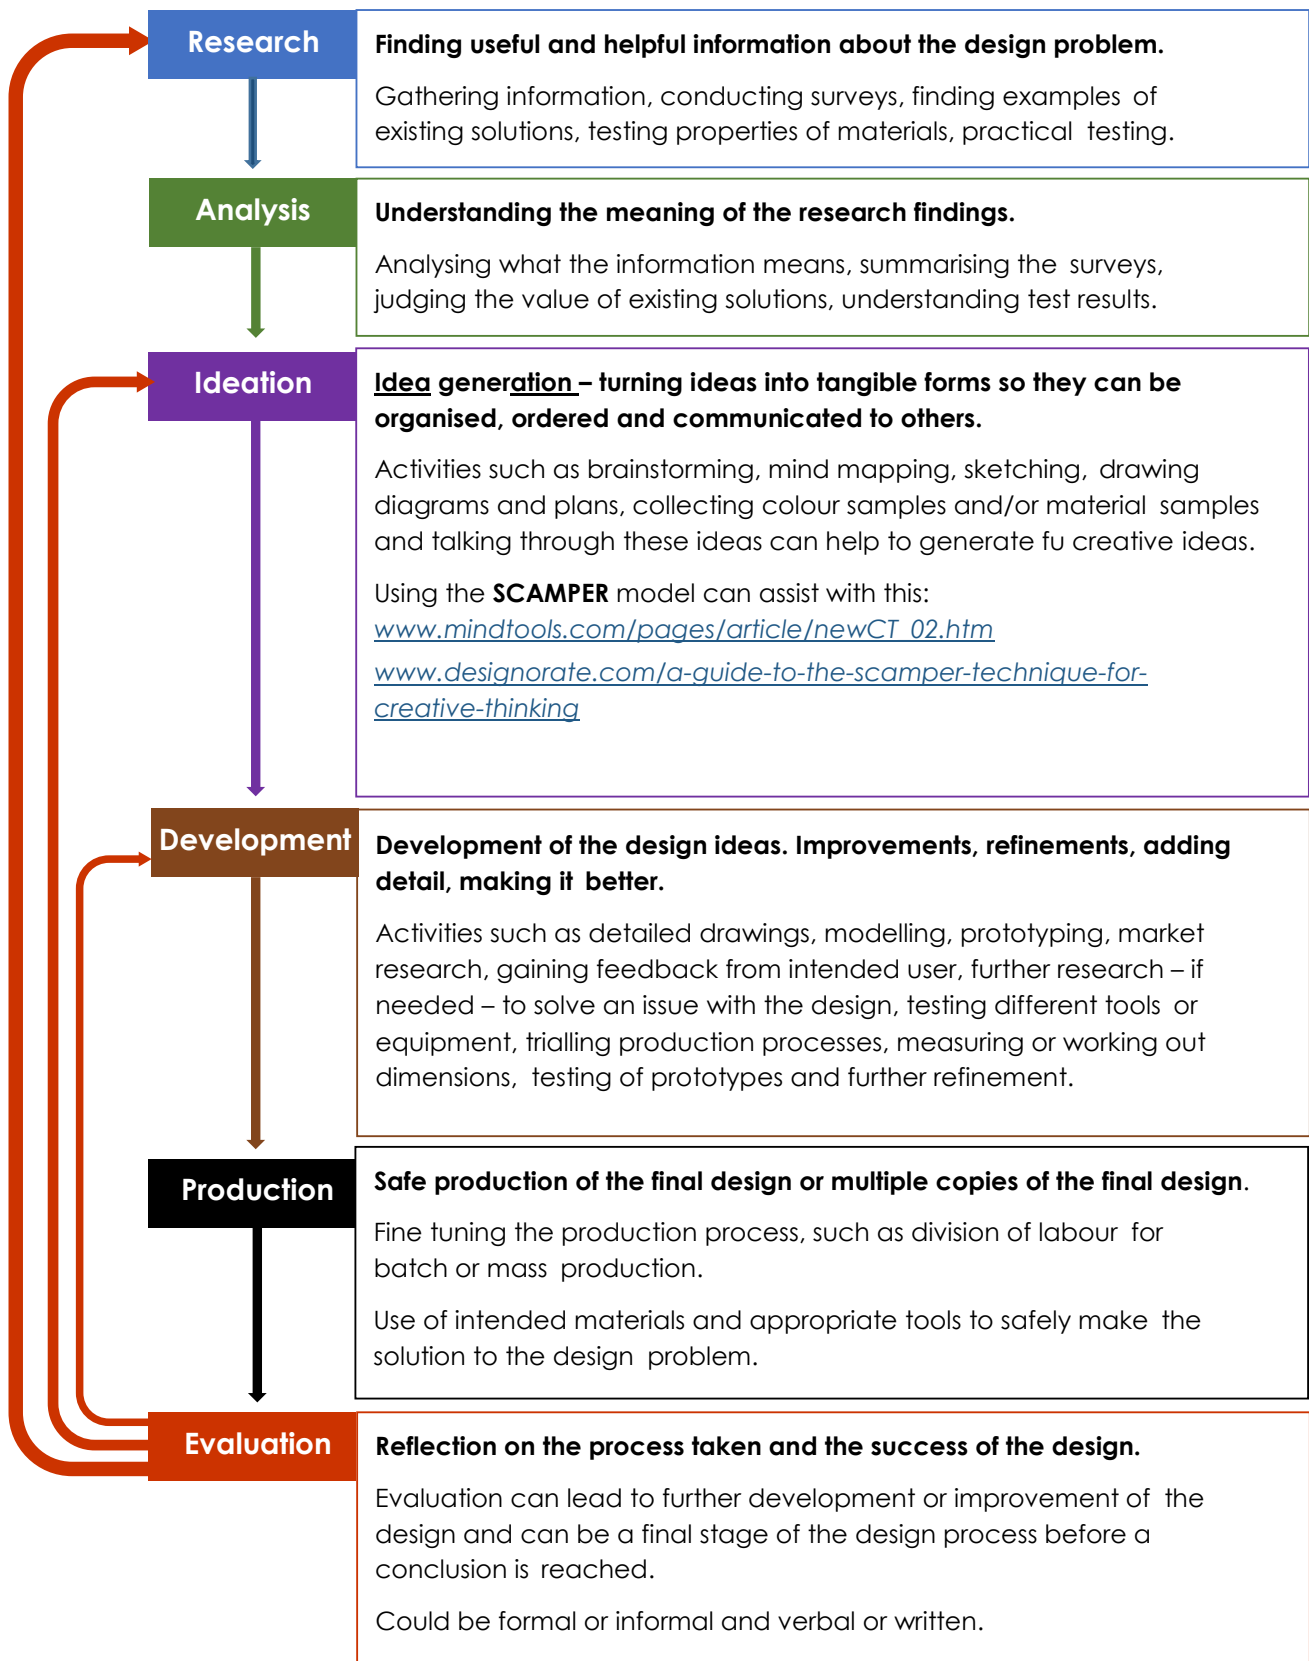 Research
Finding useful and helpful information about the design problem.
Gathering information, conducting surveys, finding examples of
existing solutions, testing properties of materials, practical testing.
Analysis
Understanding the meaning of the research findings.
Analysing what the information means, summarising the surveys,
judging the value of existing solutions, understanding test results.
Ideation
Idea generation – turning ideas into tangible forms so they can be
organised, ordered and communicated to others.
Activities such as brainstorming, mind mapping, sketching, drawing
diagrams and plans, collecting colour samples and/or material samples
and talking through these ideas can help to generate fu creative ideas.
Using the SCAMPER model can assist with this:
www.mindtools.com/pages/article/newCT_02.htm
www.designorate.com/a-guide-to-the-scamper-technique-for-
creative-thinking
Development
Development of the design ideas. Improvements, refinements, adding
detail, making it better.
Activities such as detailed drawings, modelling, prototyping, market
research, gaining feedback from intended user, further research – if
needed – to solve an issue with the design, testing different tools or
equipment, trialling production processes, measuring or working out
dimensions, testing of prototypes and further refinement.
Production
Safe production of the final design or multiple copies of the final design.
Fine tuning the production process, such as division of labour for
batch or mass production.
Use of intended materials and appropriate tools to safely make the
solution to the design problem.
Evaluation
Reflection on the process taken and the success of the design.
Evaluation can lead to further development or improvement of the
design and can be a final stage of the design process before a
conclusion is reached.
Could be formal or informal and verbal or written.